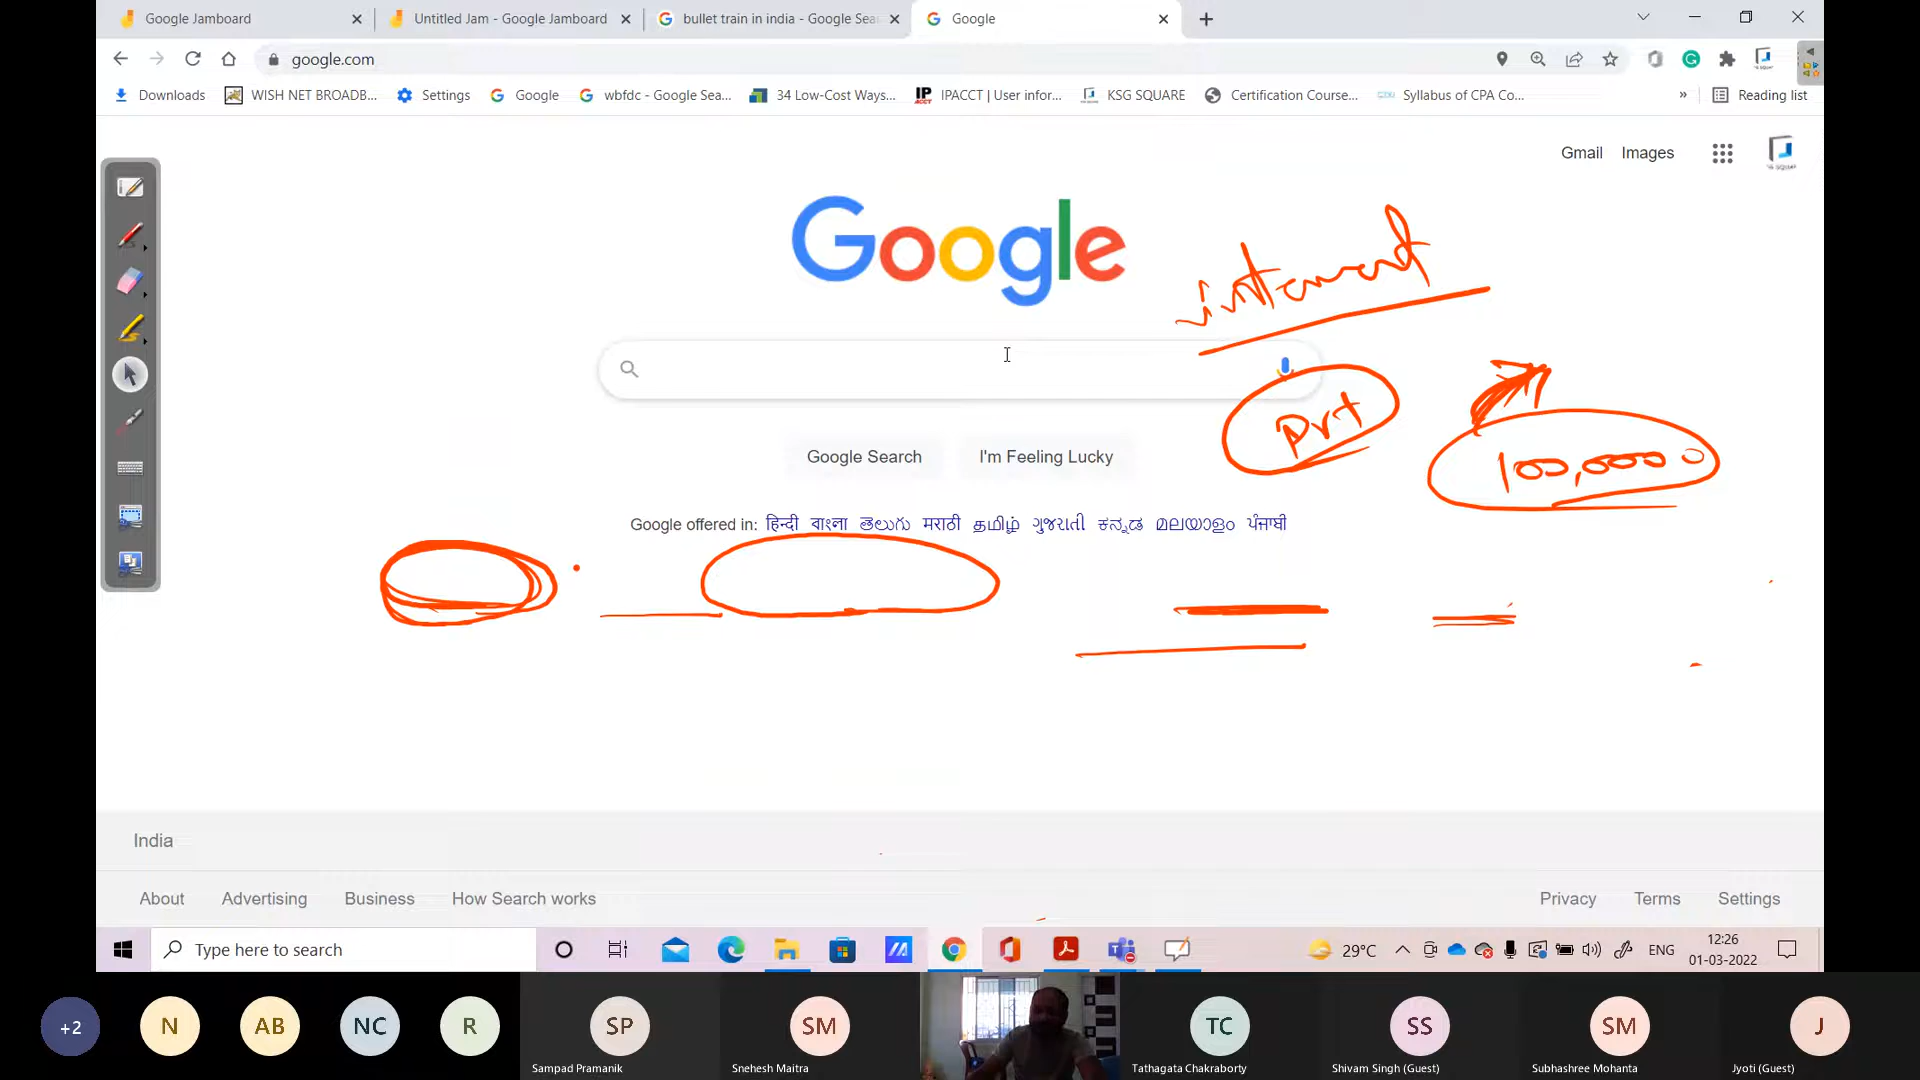 Google Jamboard
Untitled Jam - Google Jamboard
bullet train in india - Google Sea
Google
google.com
Downloads
WISH NET BROADB...
Settings
Google
wbfdc - Google Sea...
34 Low-Cost Ways...
IP
ACCT
IPACCT | User infor...
KSG SQUARE
Certification Course...
Syllabus of CPA Co...
»
Reading list
Gmail
Images
Google
Google Search
I'm Feeling Lucky
100,0000
Google offered in: हिन्दी বাংলা తెలుగు मराठी தமிழ் ગુજરાતી ಕನ್ನಡ മലയാളം ਪੰਜਾਬੀ
India
About
Advertising
Business
How Search works
Privacy
Terms
Settings
Type here to search
29°C
ENG
12:26
01-03-2022
+2
N
AB
NC
R
SP
Sampad Pramanik
SM
Snehesh Maitra
TC
Tathagata Chakraborty
SS
Shivam Singh (Guest)
SM
Subhashree Mohanta
J
Jyoti (Guest)